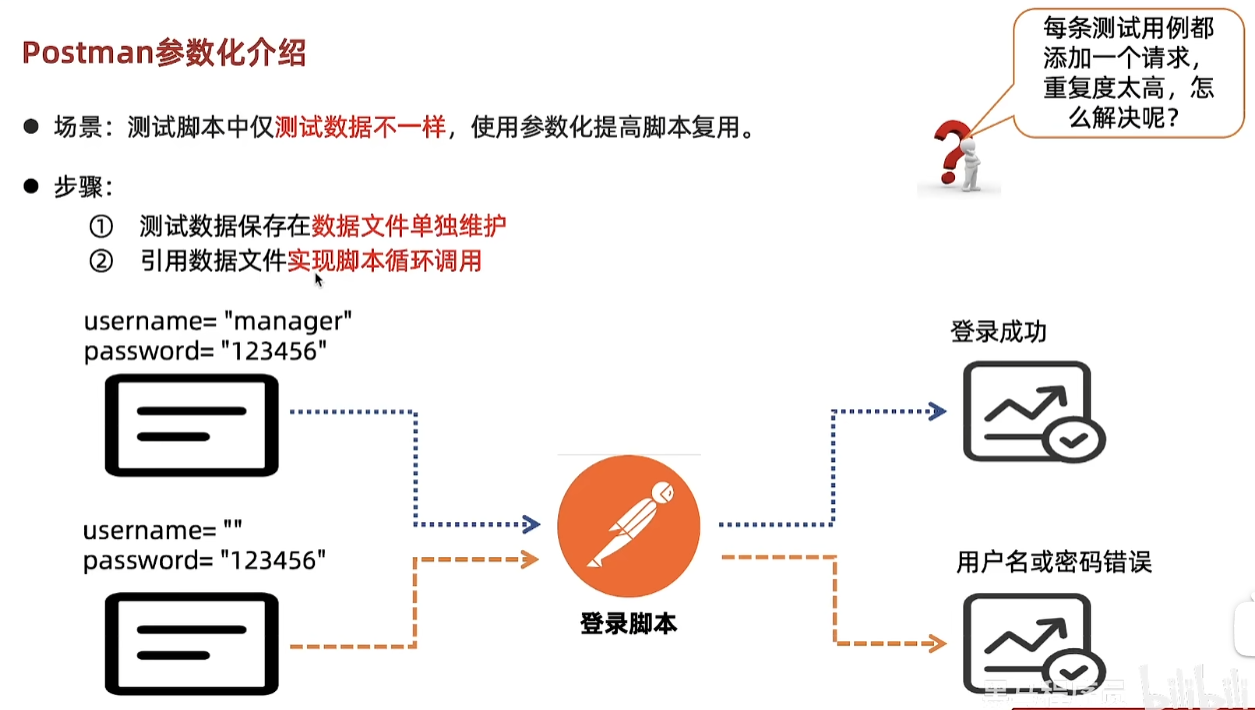 Postman参数化介绍
每条测试用例都
添加一个请求，
重复度太高，怎
么解决呢？
● 场景：测试脚本中仅测试数据不一样，使用参数化提高脚本复用。
● 步骤：
① 测试数据保存在数据文件单独维护
② 引用数据文件实现脚本循环调用
username= "manager"
password= "123456"
登录成功
username= ""
password= "123456"
用户名或密码错误
登录脚本
bilibili